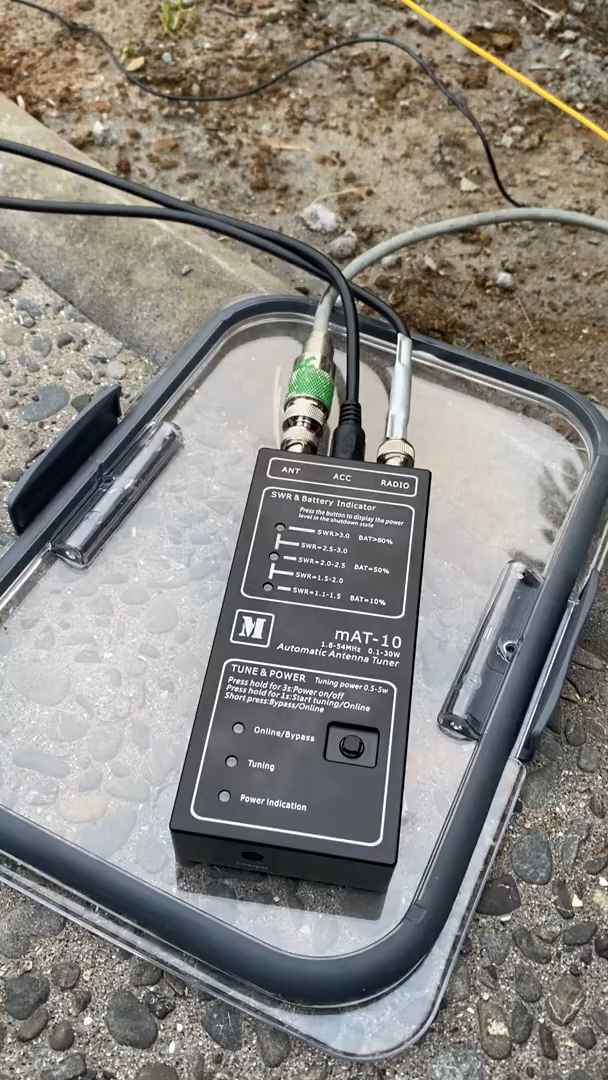 ANT ACC RADIO
SWR & Battery Indicator
Press the button to display the power
level in the shutdown state
SWR>3.0 BAT>80%
SWR=2.5-3.0
SWR=2.0-2.5 BAT=50%
SWR=1.5-2.0
SWR=1.1-1.5 BAT=10%
M
mAT-10
1.8-54MHz 0.1-30W
Automatic Antenna Tuner
TUNE & POWER Tuning power 0.5-5w
Press hold for 3s:Power on/off
Press hold for 1s:Start tuning/Online
Short press:Bypass/Online
Online/Bypass
Tuning
Power Indication